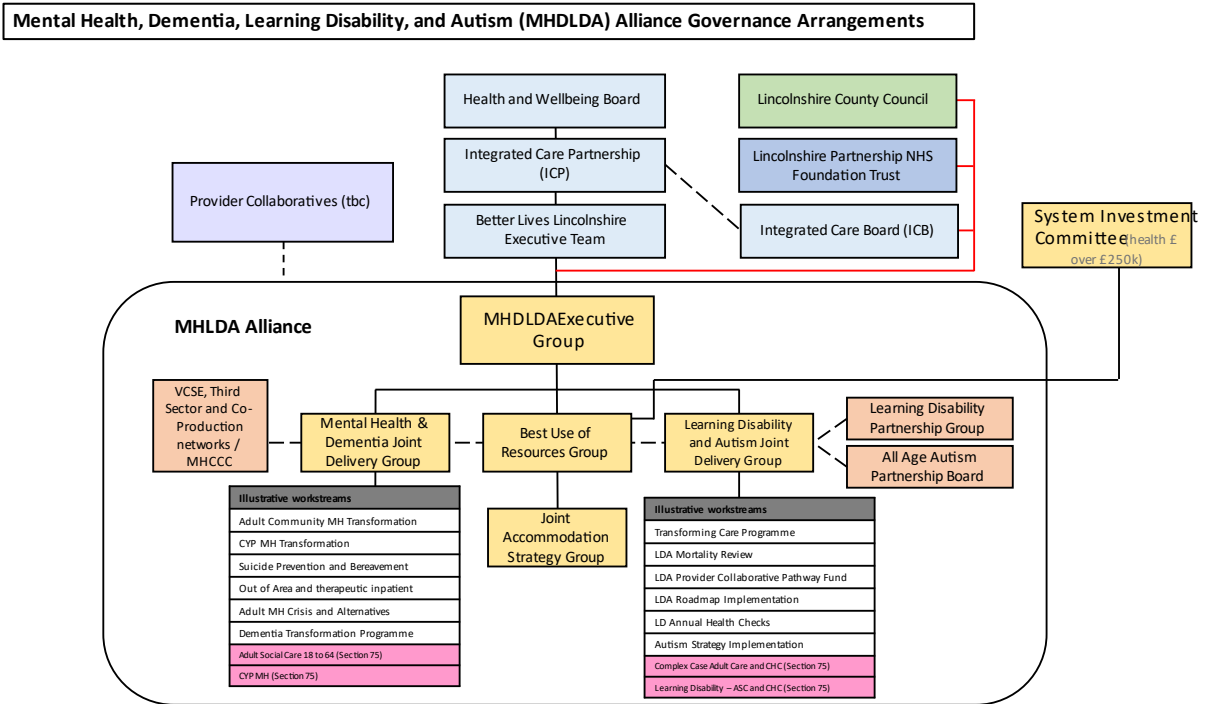 Mental Health, Dementia, Learning Disability, and Autism (MHDLDA) Alliance Governance Arrangements
Health and Wellbeing Board
Lincolnshire County Council
Integrated Care Partnership
(ICP)
Lincolnshire Partnership NHS
Foundation Trust
Provider Collaboratives (tbc)
Better Lives Lincolnshire
Executive Team
Integrated Care Board (ICB)
System Investment
Committee (health £
over £250k)
MHLDA Alliance
MHDLDAExecutive
Group
VCSE, Third
Sector and Co-
Production
networks /
MHCCC
Mental Health &
Dementia Joint
Delivery Group
Best Use of
Resources Group
Learning Disability
and Autism Joint
Delivery Group
Learning Disability
Partnership Group
All Age Autism
Partnership Board
Illustrative workstreams
Adult Community MH Transformation
CYP MH Transformation
Suicide Prevention and Bereavement
Out of Area and therapeutic inpatient
Adult MH Crisis and Alternatives
Dementia Transformation Programme
Adult Social Care 18 to 64 (Section 75)
CYP MH (Section 75)
Joint
Accommodation
Strategy Group
Illustrative workstreams
Transforming Care Programme
LDA Mortality Review
LDA Provider Collaborative Pathway Fund
LDA Roadmap Implementation
LD Annual Health Checks
Autism Strategy Implementation
Complex Case Adult Care and CHC (Section 75)
Learning Disability – ASC and CHC (Section 75)